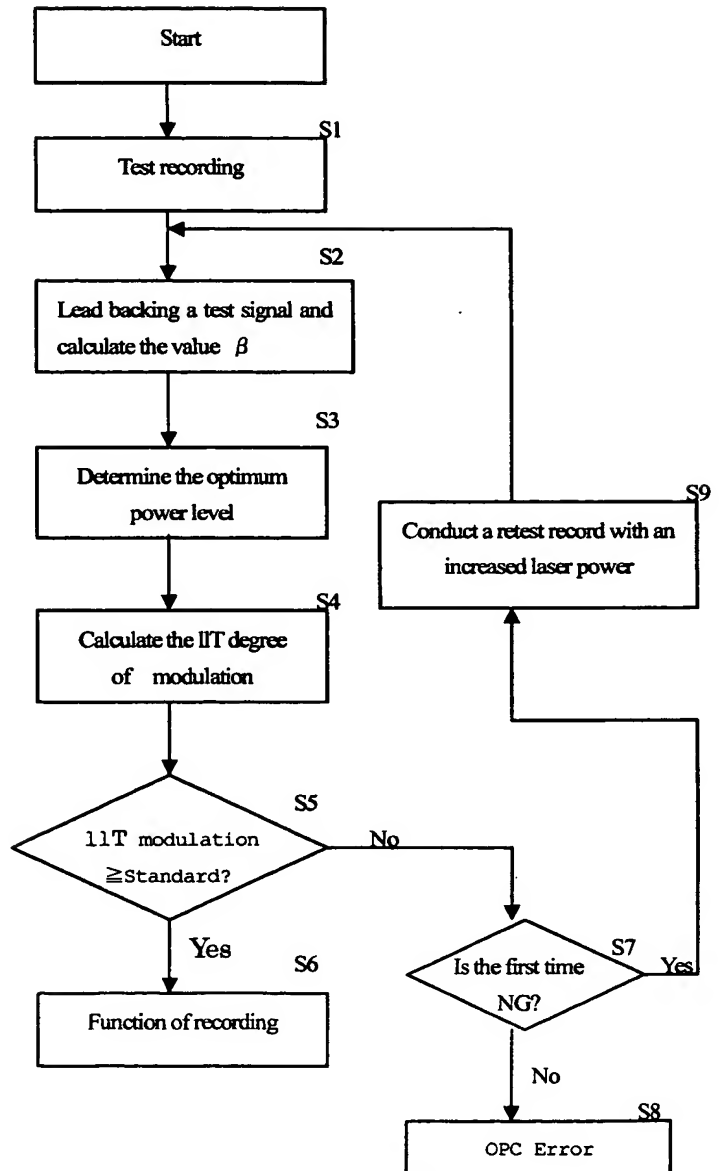 Start
S1
Test recording
S2
Lead backing a test signal and
calculate the value β
S3
Determine the optimum
power level
S9
Conduct a retest record with an
increased laser power
S4
Calculate the 11T degree
of modulation
S5
11T modulation
≧Standard?
No
Yes
S6
Function of recording
S7
Is the first time
NG?
Yes
No
S8
OPC Error